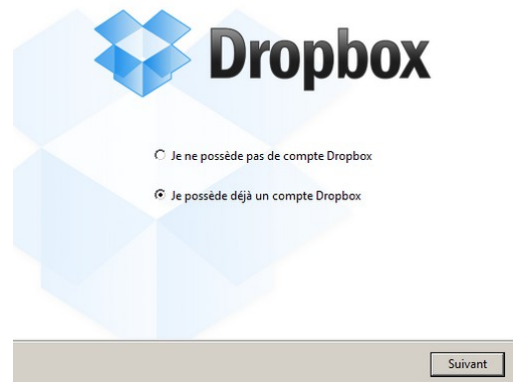 Dropbox
Je ne possède pas de compte Dropbox
Je possède déjà un compte Dropbox
Suivant